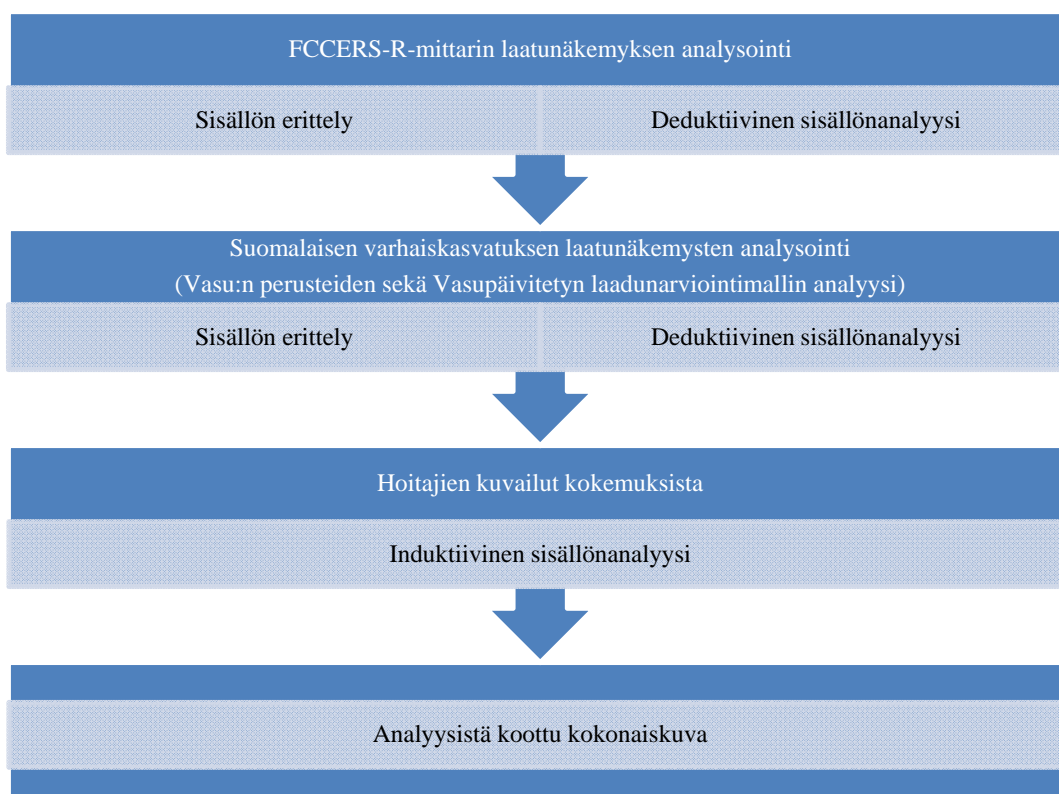 FCCERS-R-mittarin laatunäkemyksen analysointi
Sisällön erittely
Deduktiivinen sisällönanalyysi
Suomalaisen varhaiskasvatuksen laatunäkemysten analysointi
(Vasu:n perusteiden sekä Vasupäivitetyn laadunarviointimallin analyysi)
Sisällön erittely
Deduktiivinen sisällönanalyysi
Hoitajien kuvailut kokemuksista
Induktiivinen sisällönanalyysi
Analyysistä koottu kokonaiskuva